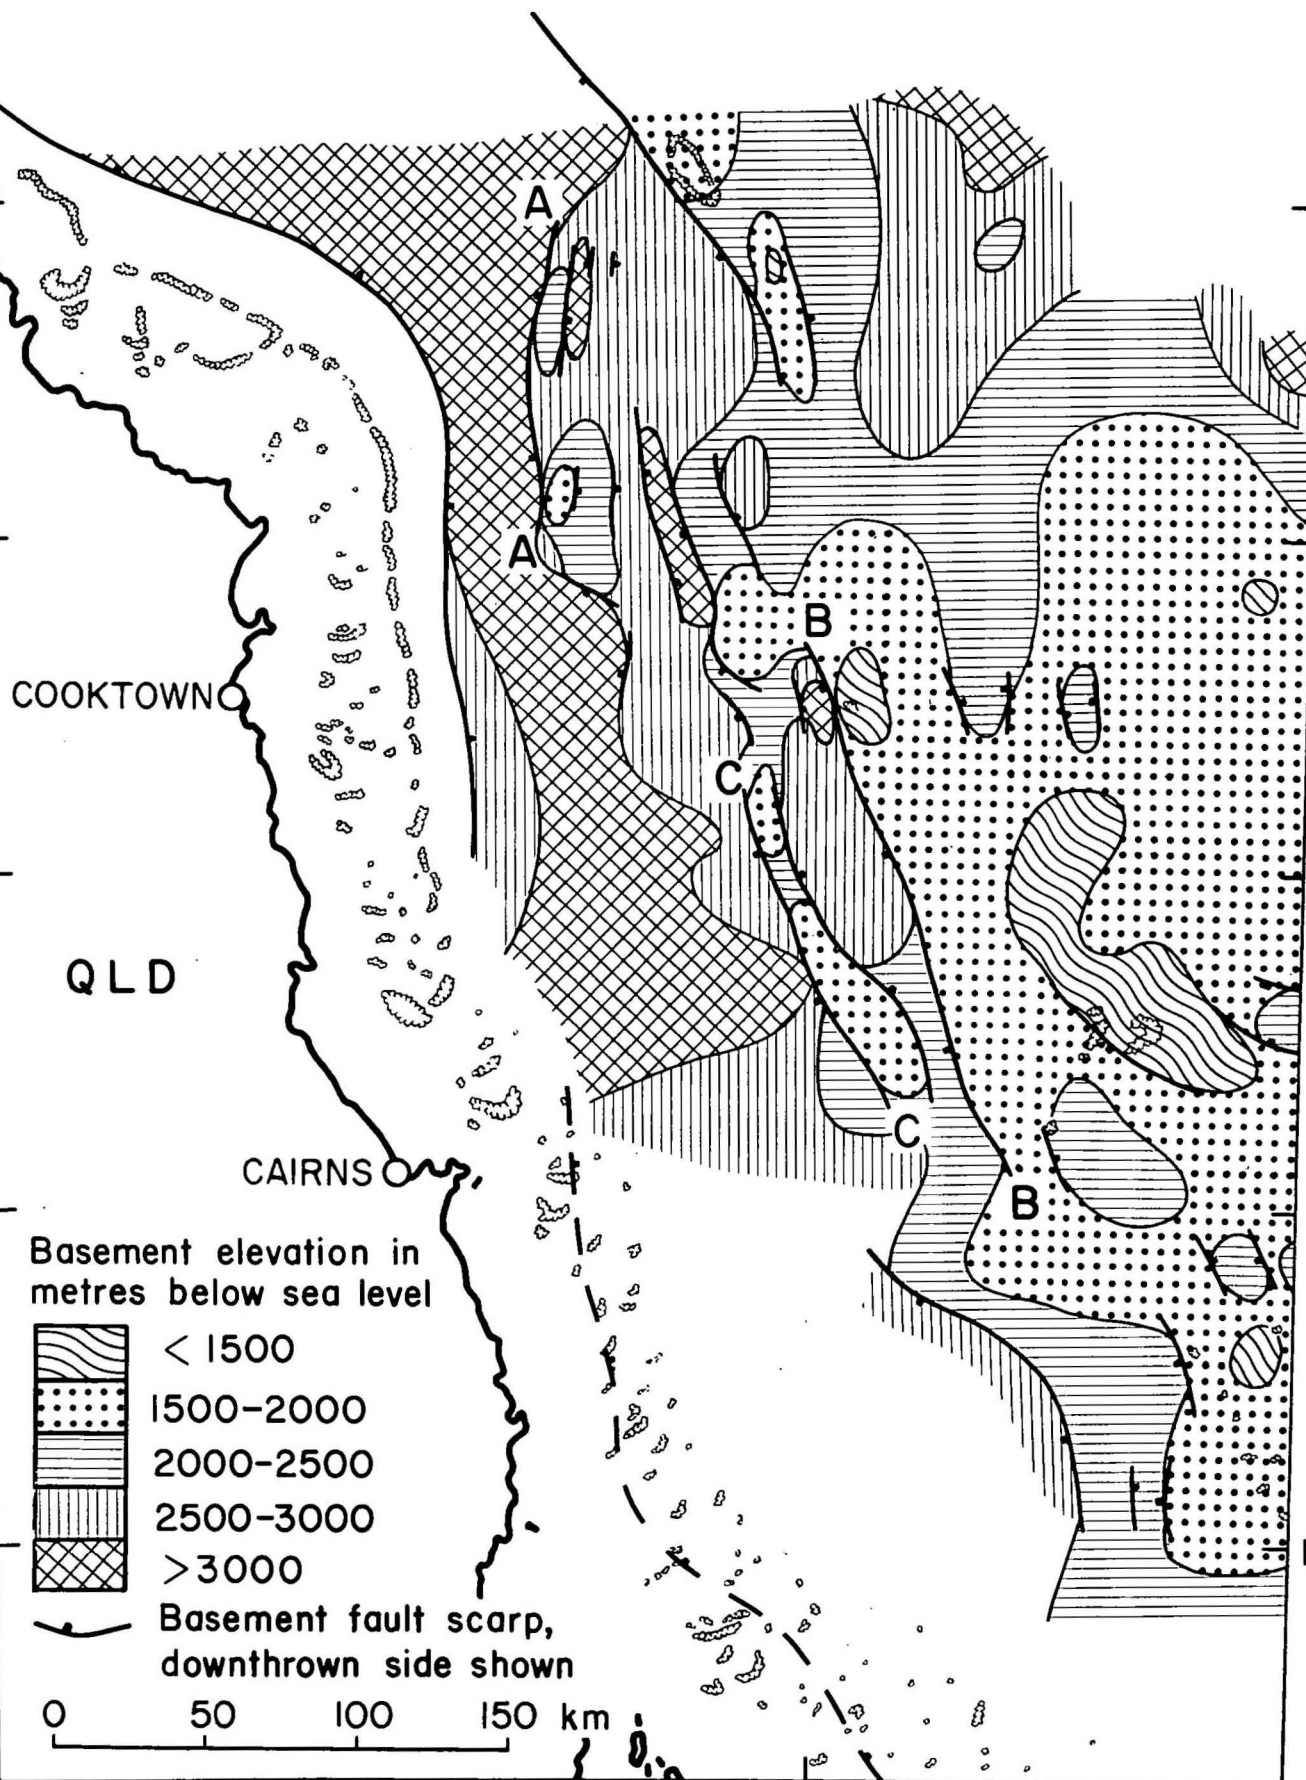 A
A
B
COOKTOWN
C
QLD
C
CAIRNS
B
Basement elevation in
metres below sea level
< 1500
1500-2000
2000-2500
2500-3000
>3000
Basement fault scarp,
downthrown side shown
0 50 100 150 km